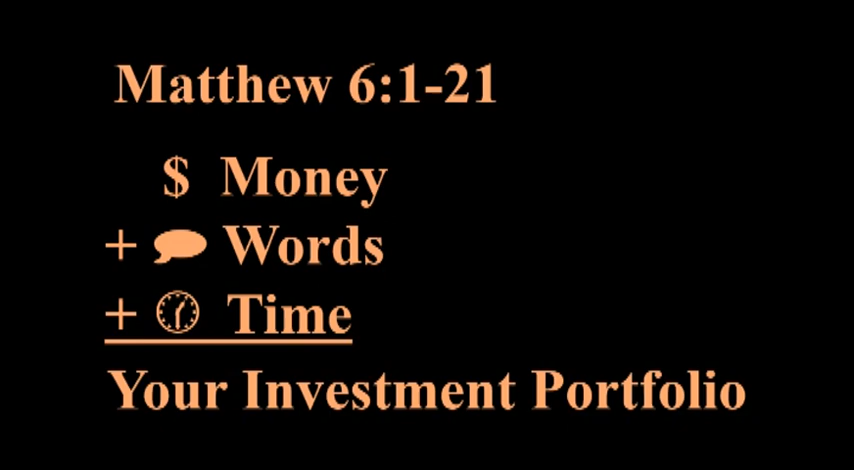 Matthew 6:1-21
$ Money
+ 💬 Words
+ 🕐 Time
Your Investment Portfolio